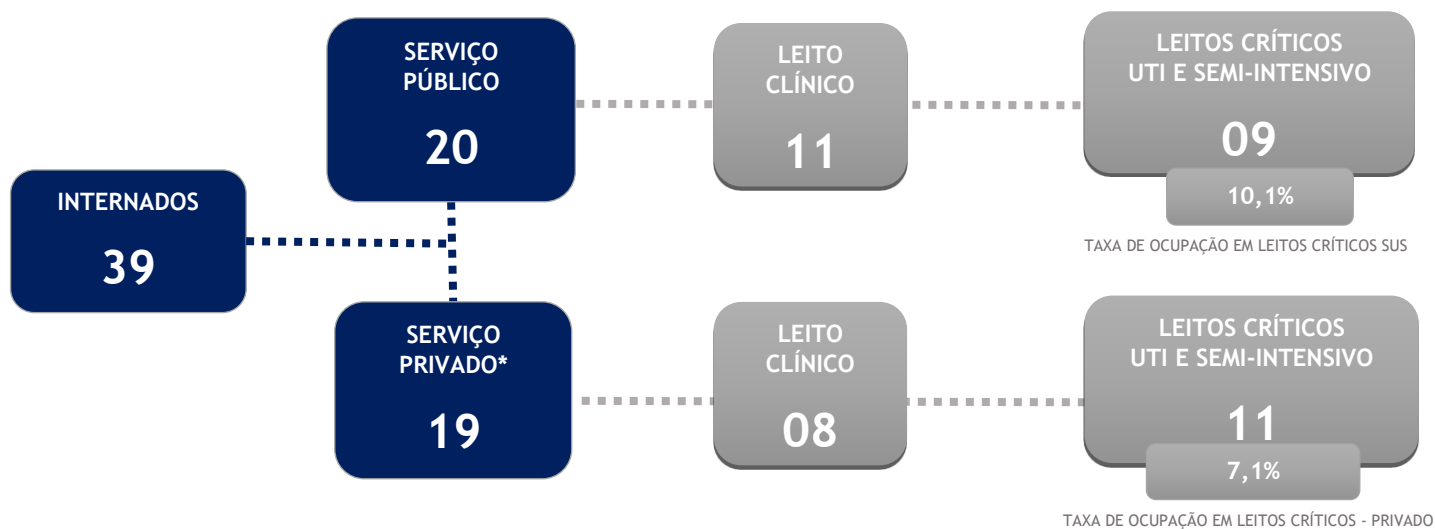 INTERNADOS
39
SERVIÇO
PÚBLICO
20
LEITO
CLÍNICO
11
LEITOS CRÍTICOS
UTI E SEMI-INTENSIVO
09
10,1%
TAXA DE OCUPAÇÃO EM LEITOS CRÍTICOS SUS
SERVIÇO
PRIVADO*
19
LEITO
CLÍNICO
08
LEITOS CRÍTICOS
UTI E SEMI-INTENSIVO
11
7,1%
TAXA DE OCUPAÇÃO EM LEITOS CRÍTICOS - PRIVADO